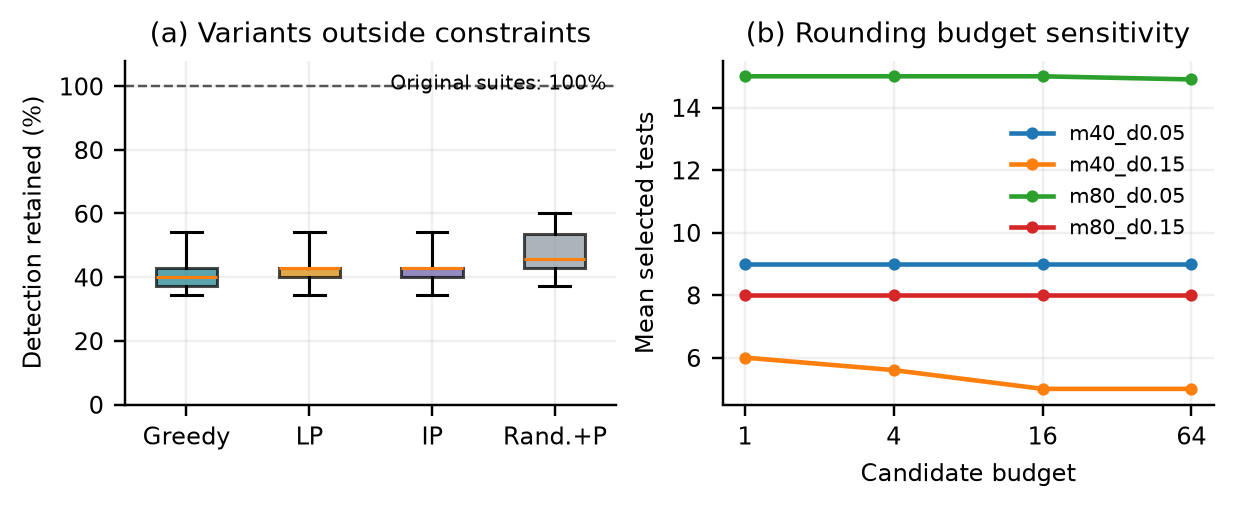 (a) Variants outside constraints
Detection retained (%)
100
80
60
40
20
0
Original suites: 100%
Greedy
LP
IP
Rand.+P
(b) Rounding budget sensitivity
Mean selected tests
14
12
10
8
6
m40_d0.05
m40_d0.15
m80_d0.05
m80_d0.15
1
4
16
64
Candidate budget